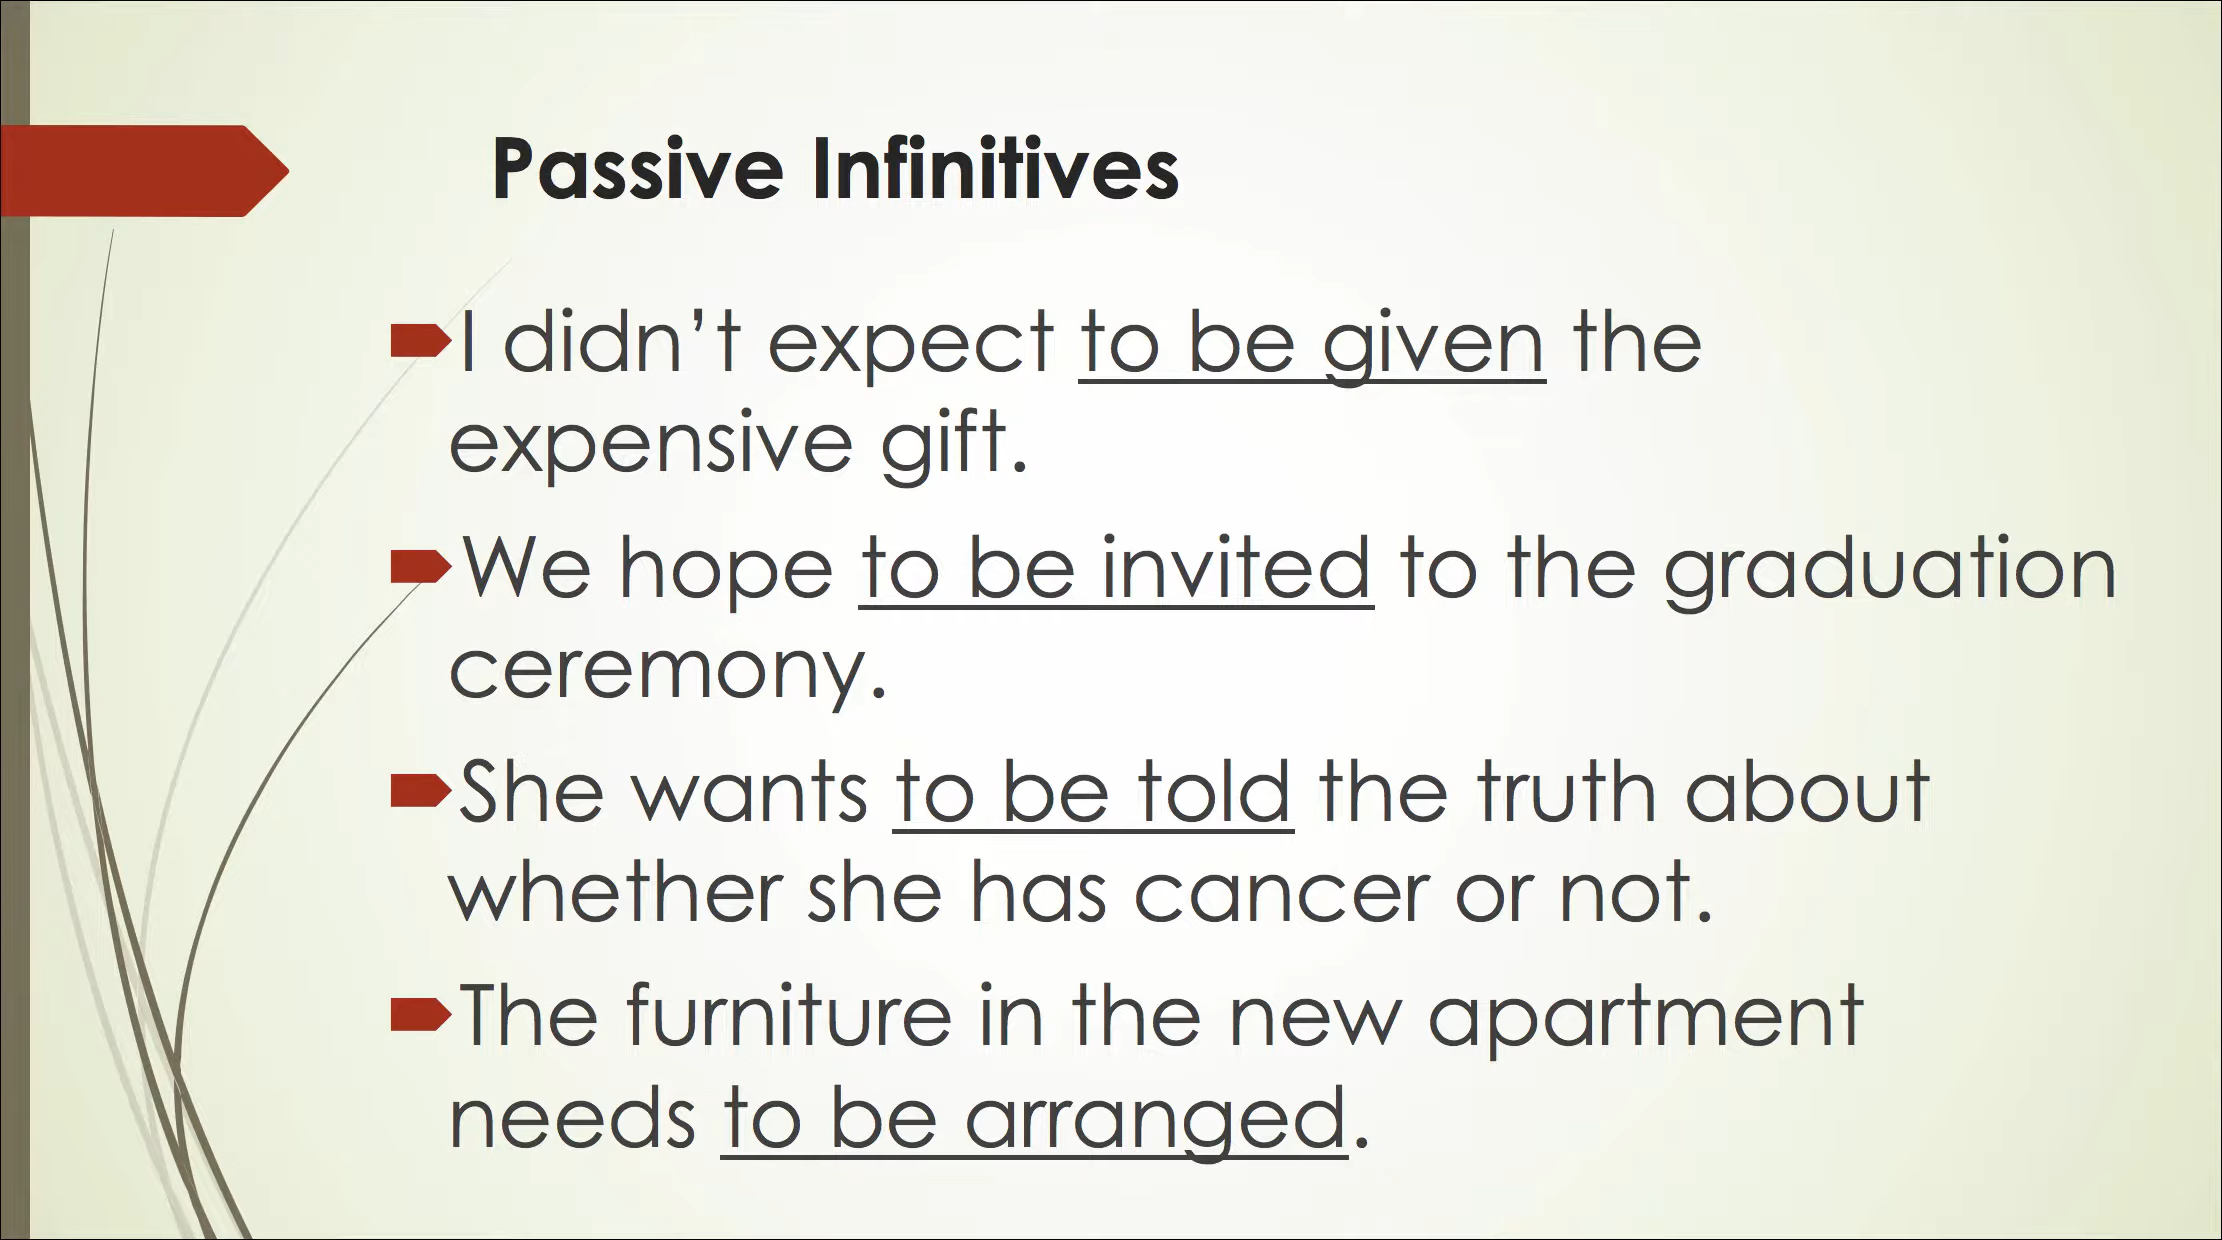 Passive Infinitives
I didn’t expect to be given the
expensive gift.
We hope to be invited to the graduation
ceremony.
She wants to be told the truth about
whether she has cancer or not.
The furniture in the new apartment
needs to be arranged.